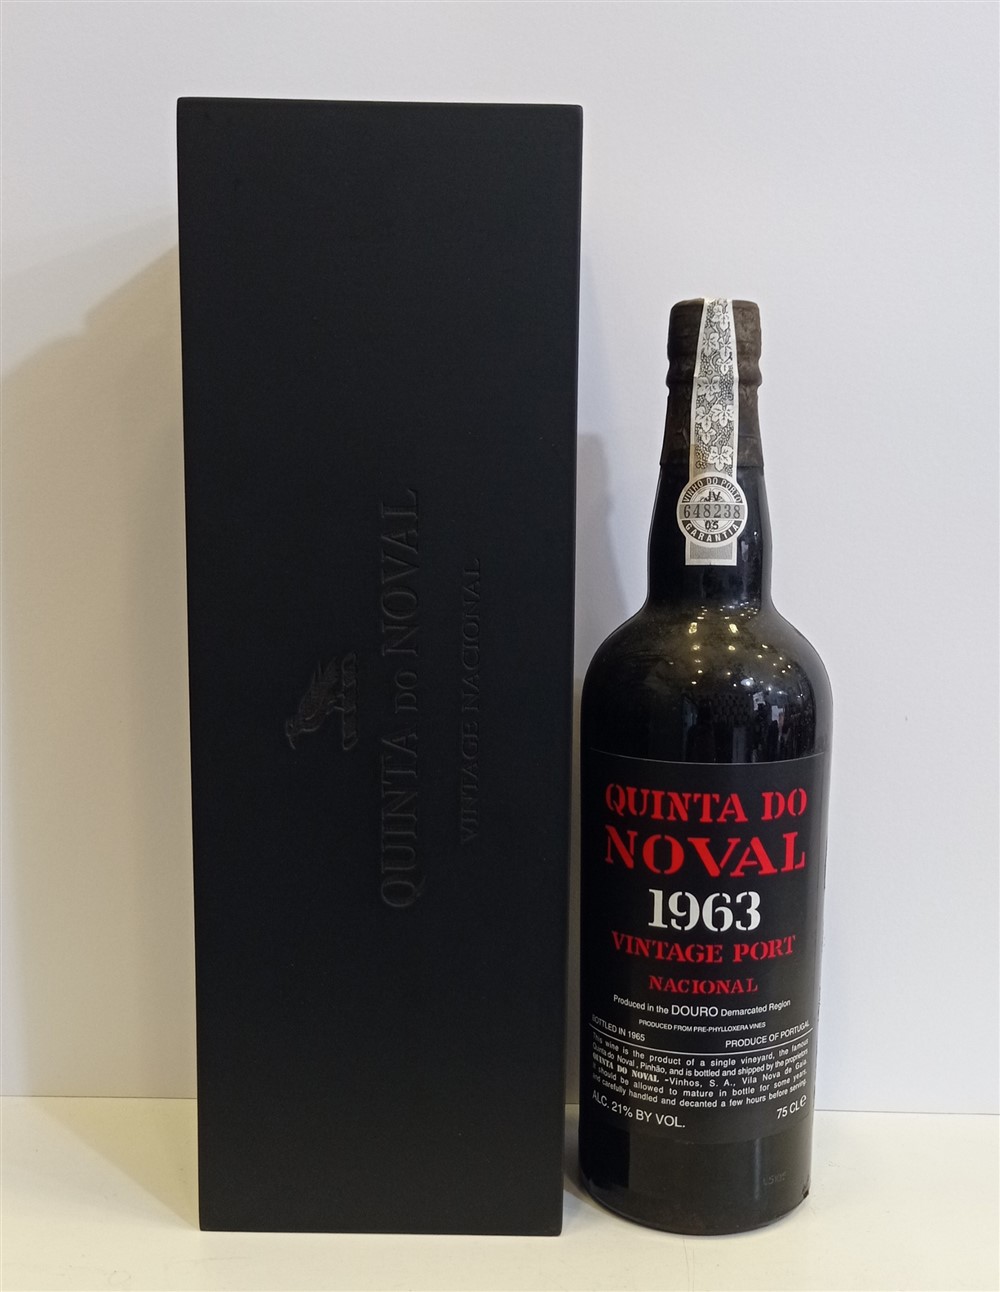 QUINTA DO NOVAL
VINTAGE NACIONAL
VINHO DO PORTO
JV
648238
05
GARANTIA
QUINTA DO
NOVAL
1963
VINTAGE PORT
NACIONAL
Produced in the DOURO Demarcated Region
PRODUCED FROM PRE-PHYLLOXERA VINES
BOTTLED IN 1965
PRODUCE OF PORTUGAL
This wine is the product of a single vineyard, the famous
Quinta do Noval, Pinhão, and is bottled and shipped by the proprietors
QUINTA DO NOVAL -Vinhos, S. A., Vila Nova de Gaia.
It should be allowed to mature in bottle for some years,
and carefully handled and decanted a few hours before serving.
ALC. 21% BY VOL.
75 CL e